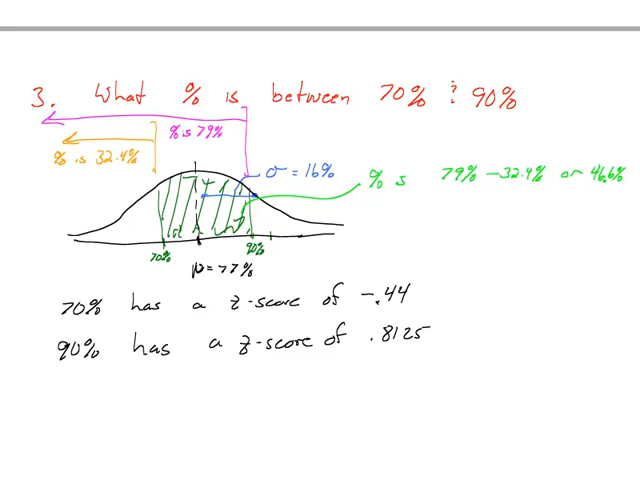 3. What % is between 70% & 90%
% is 79%
% is 32.4%
σ = 16%
% is 79% - 32.4% or 46.6%
70%
90%
μ = 77%
70% has a z-score of -.44
90% has a z-score of .8125